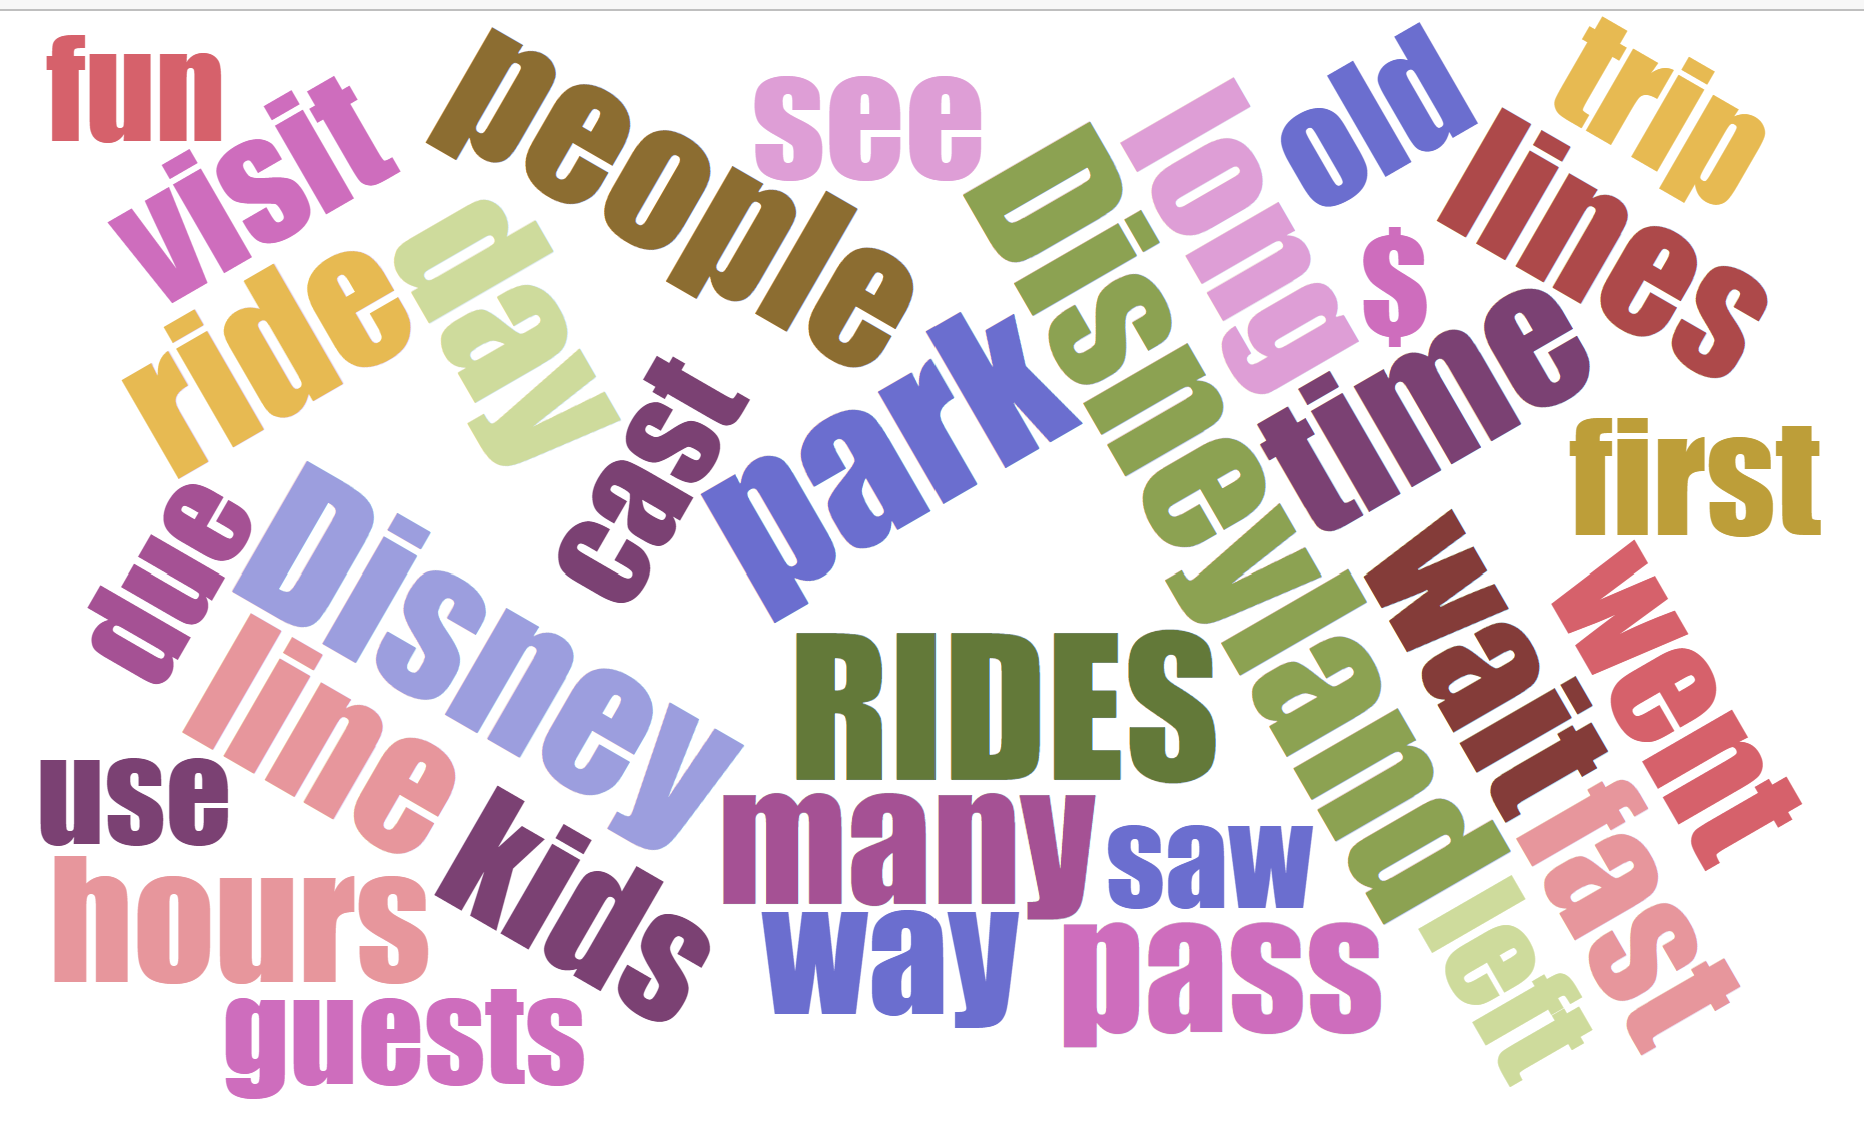 fun
visit
people
see
long
old
trip
lines
ride
day
Disneyland
$
time
cast
park
first
due
Disney
line
RIDES
wait
went
use
hours
kids
many
saw
fast
way
pass
left
guests